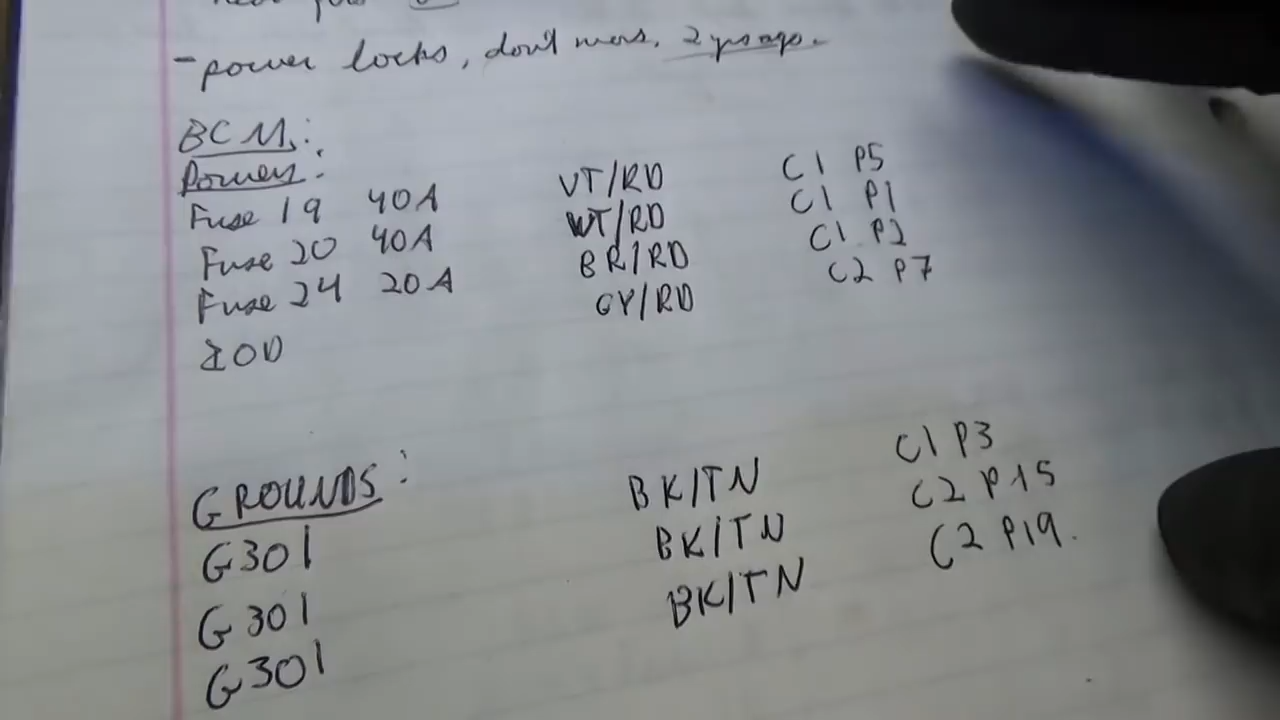 - power locks, don't work, 2 yrs ago.
BCM:
Power:
Fuse 19 40A VT/RD C1 P5
Fuse 20 40A WT/RD C1 P1
Fuse 24 20A BR/RD C1 P2
IOD GY/RD C2 P7
GROUNDS:
G301 BK/TN C1 P3
G301 BK/TN C2 P15
G301 BK/TN C2 P19.